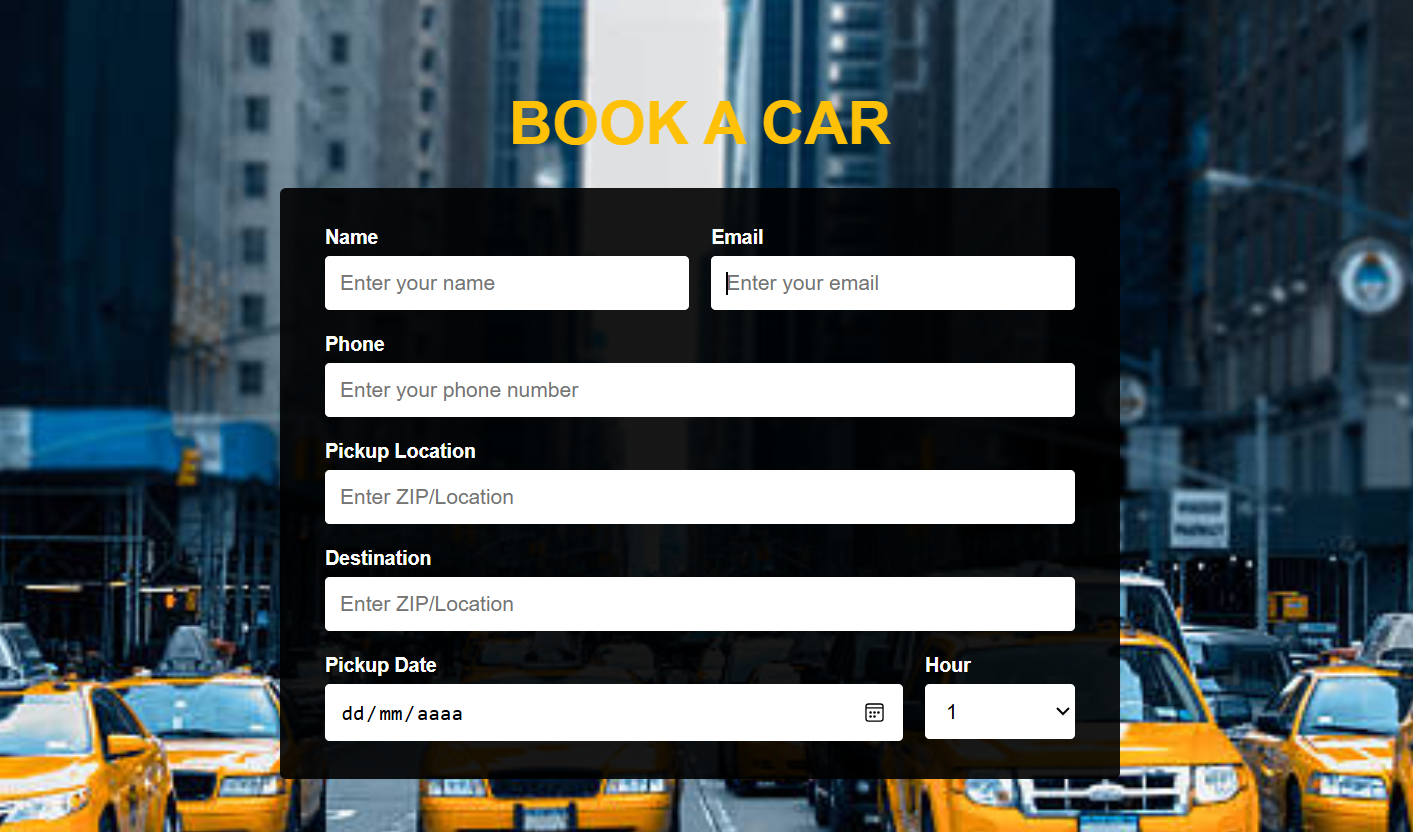 BOOK A CAR
Name Email
Enter your name Enter your email
Phone
Enter your phone number
Pickup Location
Enter ZIP/Location
Destination
Enter ZIP/Location
Pickup Date Hour
dd/mm/aaaa 1